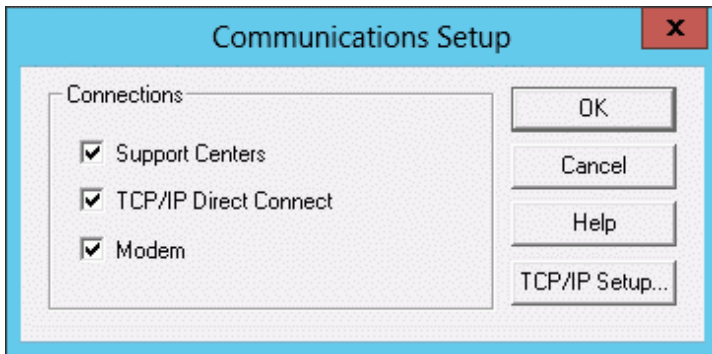 Communications Setup
x
Connections
Support Centers
TCP/IP Direct Connect
Modem
OK
Cancel
Help
TCP/IP Setup...